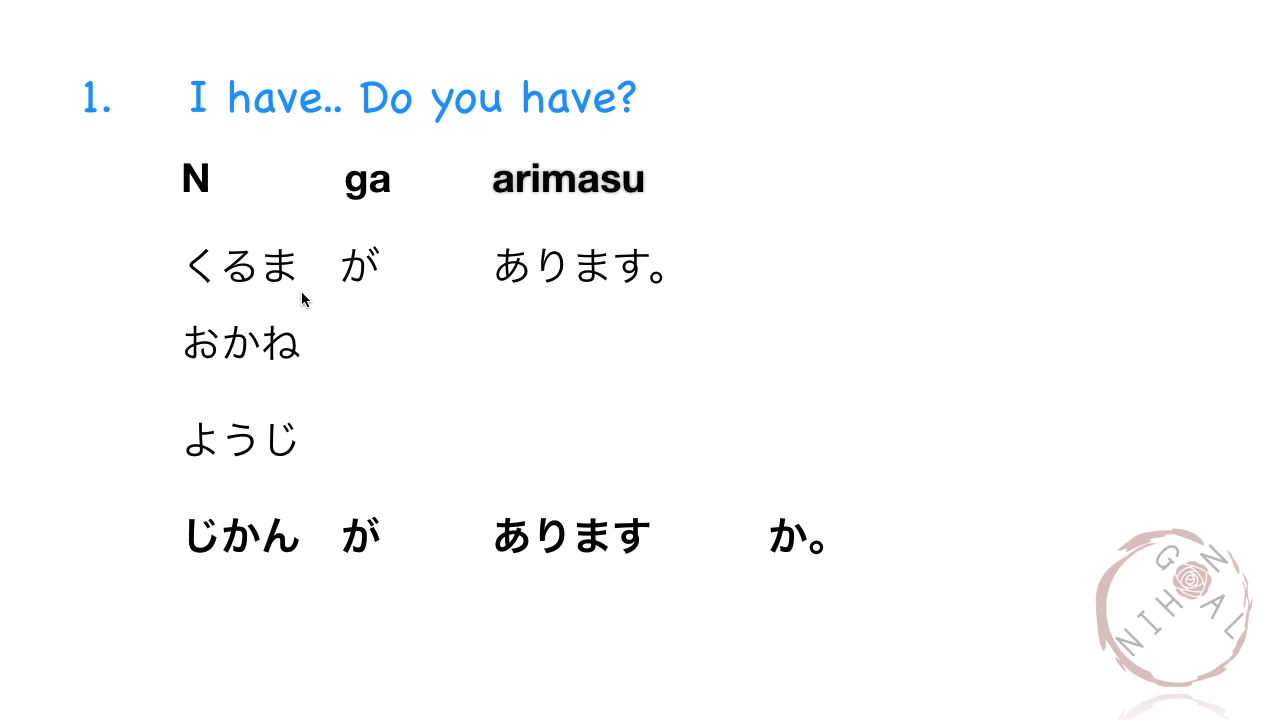 1. I have.. Do you have?
N ga arimasu
くるま が あります。
おかね
ようじ
じかん が あります か。
NIHONGAL